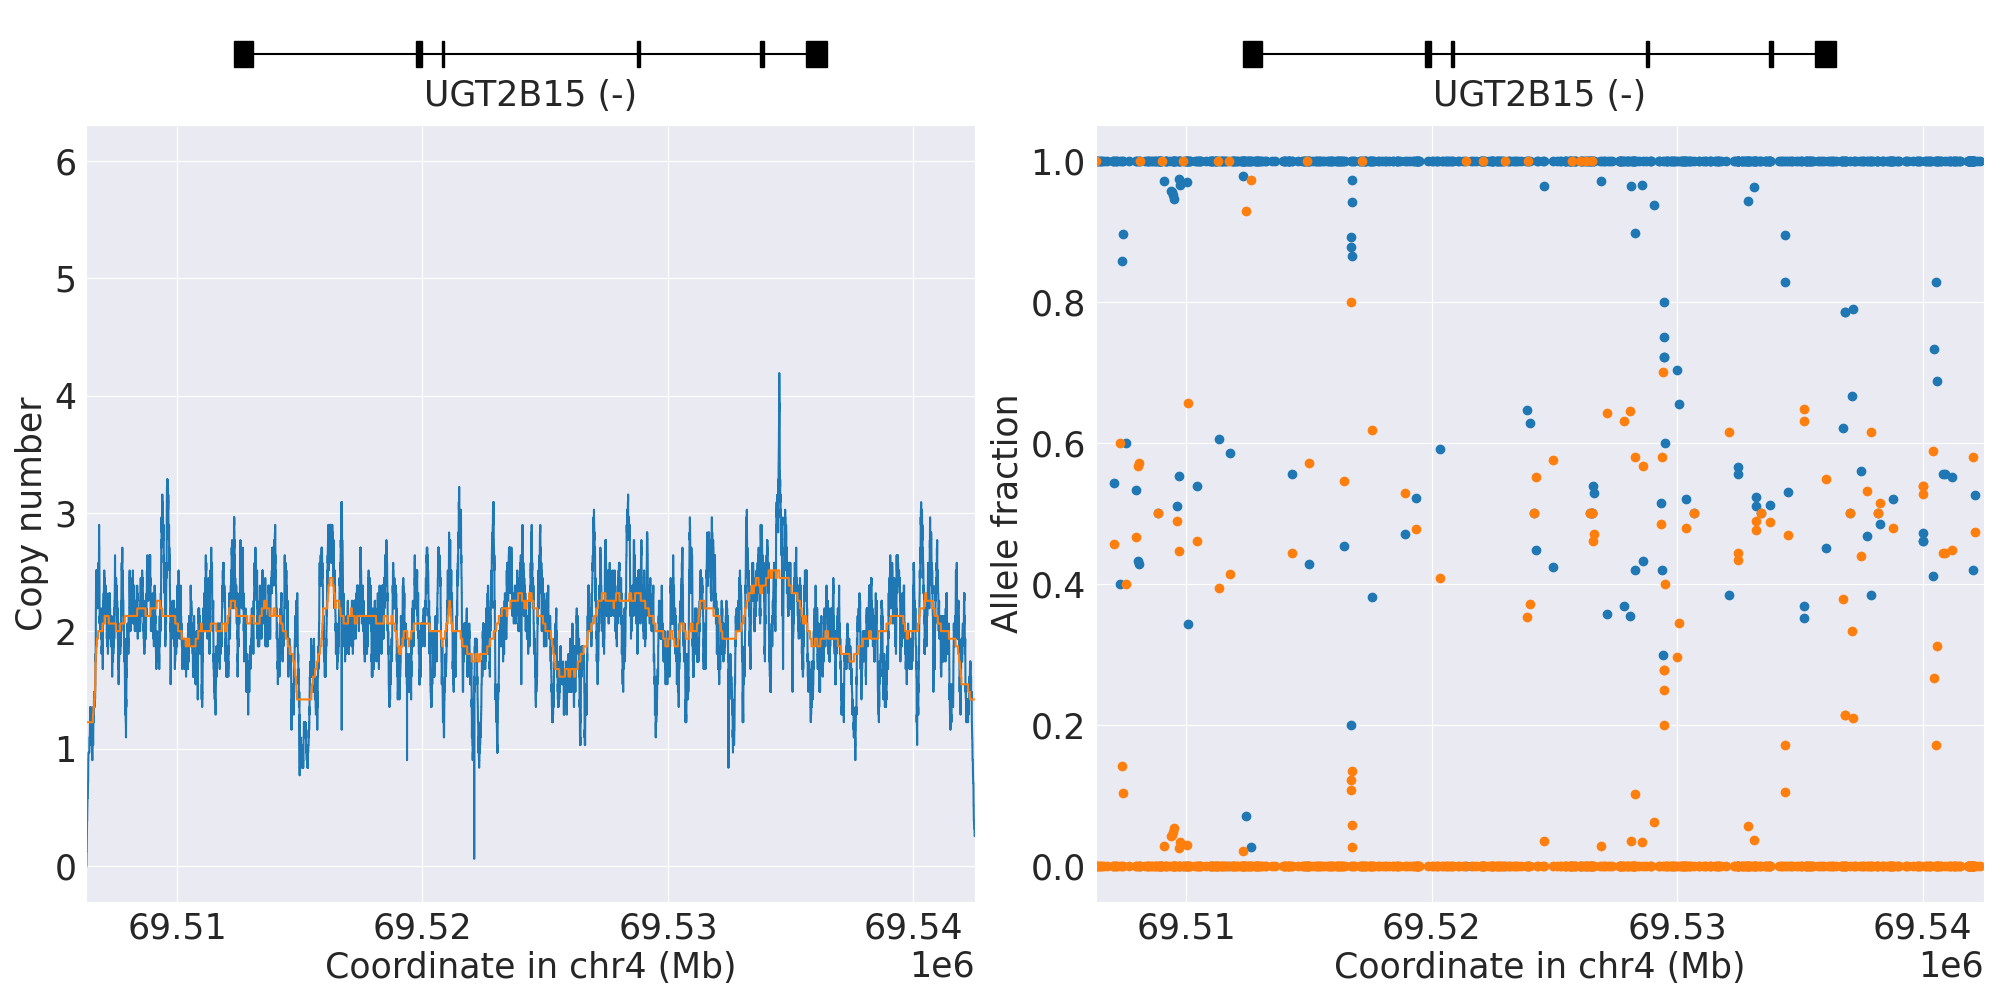 UGT2B15 (-)
Copy number
6
5
4
3
2
1
0
69.51 69.52 69.53 69.54
Coordinate in chr4 (Mb)
1e6
UGT2B15 (-)
Allele fraction
1.0
0.8
0.6
0.4
0.2
0.0
69.51 69.52 69.53 69.54
Coordinate in chr4 (Mb)
1e6